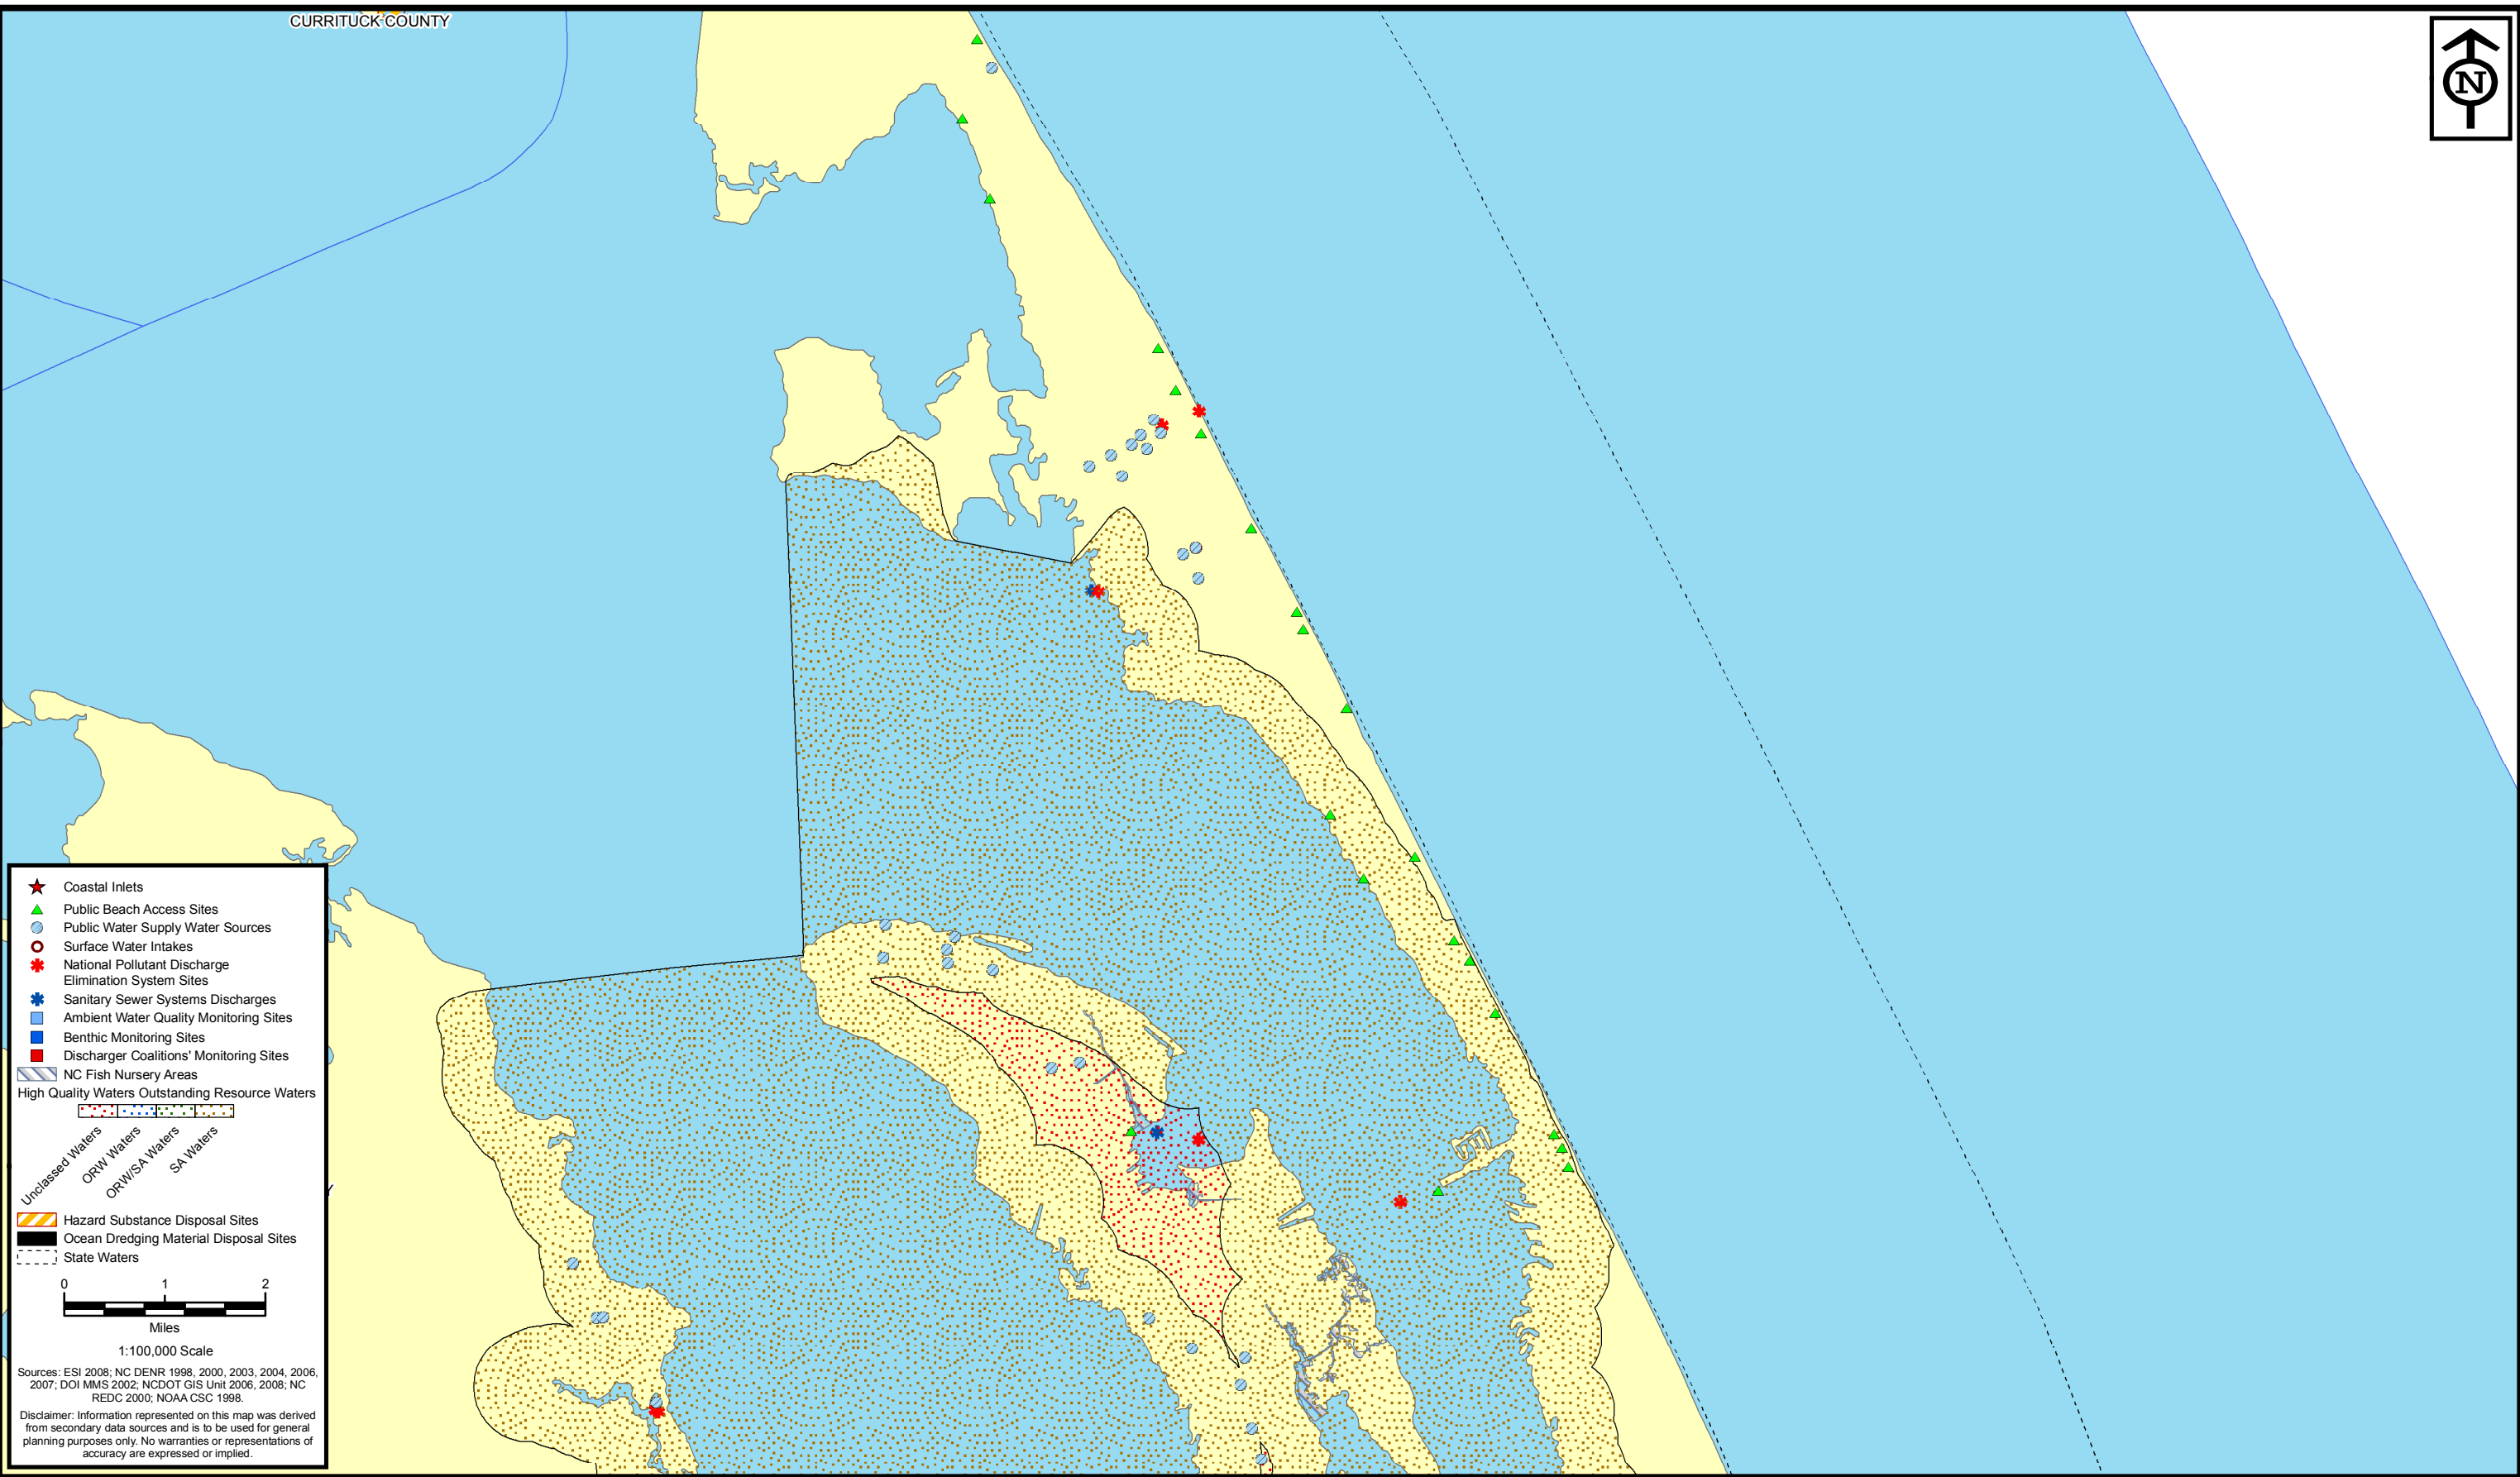 CURRITUCK COUNTY
N
Coastal Inlets
Public Beach Access Sites
Public Water Supply Water Sources
Surface Water Intakes
National Pollutant Discharge
Elimination System Sites
Sanitary Sewer Systems Discharges
Ambient Water Quality Monitoring Sites
Benthic Monitoring Sites
Discharger Coalitions' Monitoring Sites
NC Fish Nursery Areas
High Quality Waters Outstanding Resource Waters
Unclassed Waters
ORW Waters
ORW/SA Waters
SA Waters
Y
Hazard Substance Disposal Sites
Ocean Dredging Material Disposal Sites
State Waters
0 1 2
Miles
1:100,000 Scale
Sources: ESI 2008; NC DENR 1998, 2000, 2003, 2004, 2006,
2007; DOI MMS 2002; NCDOT GIS Unit 2006, 2008; NC
REDC 2000; NOAA CSC 1998.
Disclaimer: Information represented on this map was derived
from secondary data sources and is to be used for general
planning purposes only. No warranties or representations of
accuracy are expressed or implied.